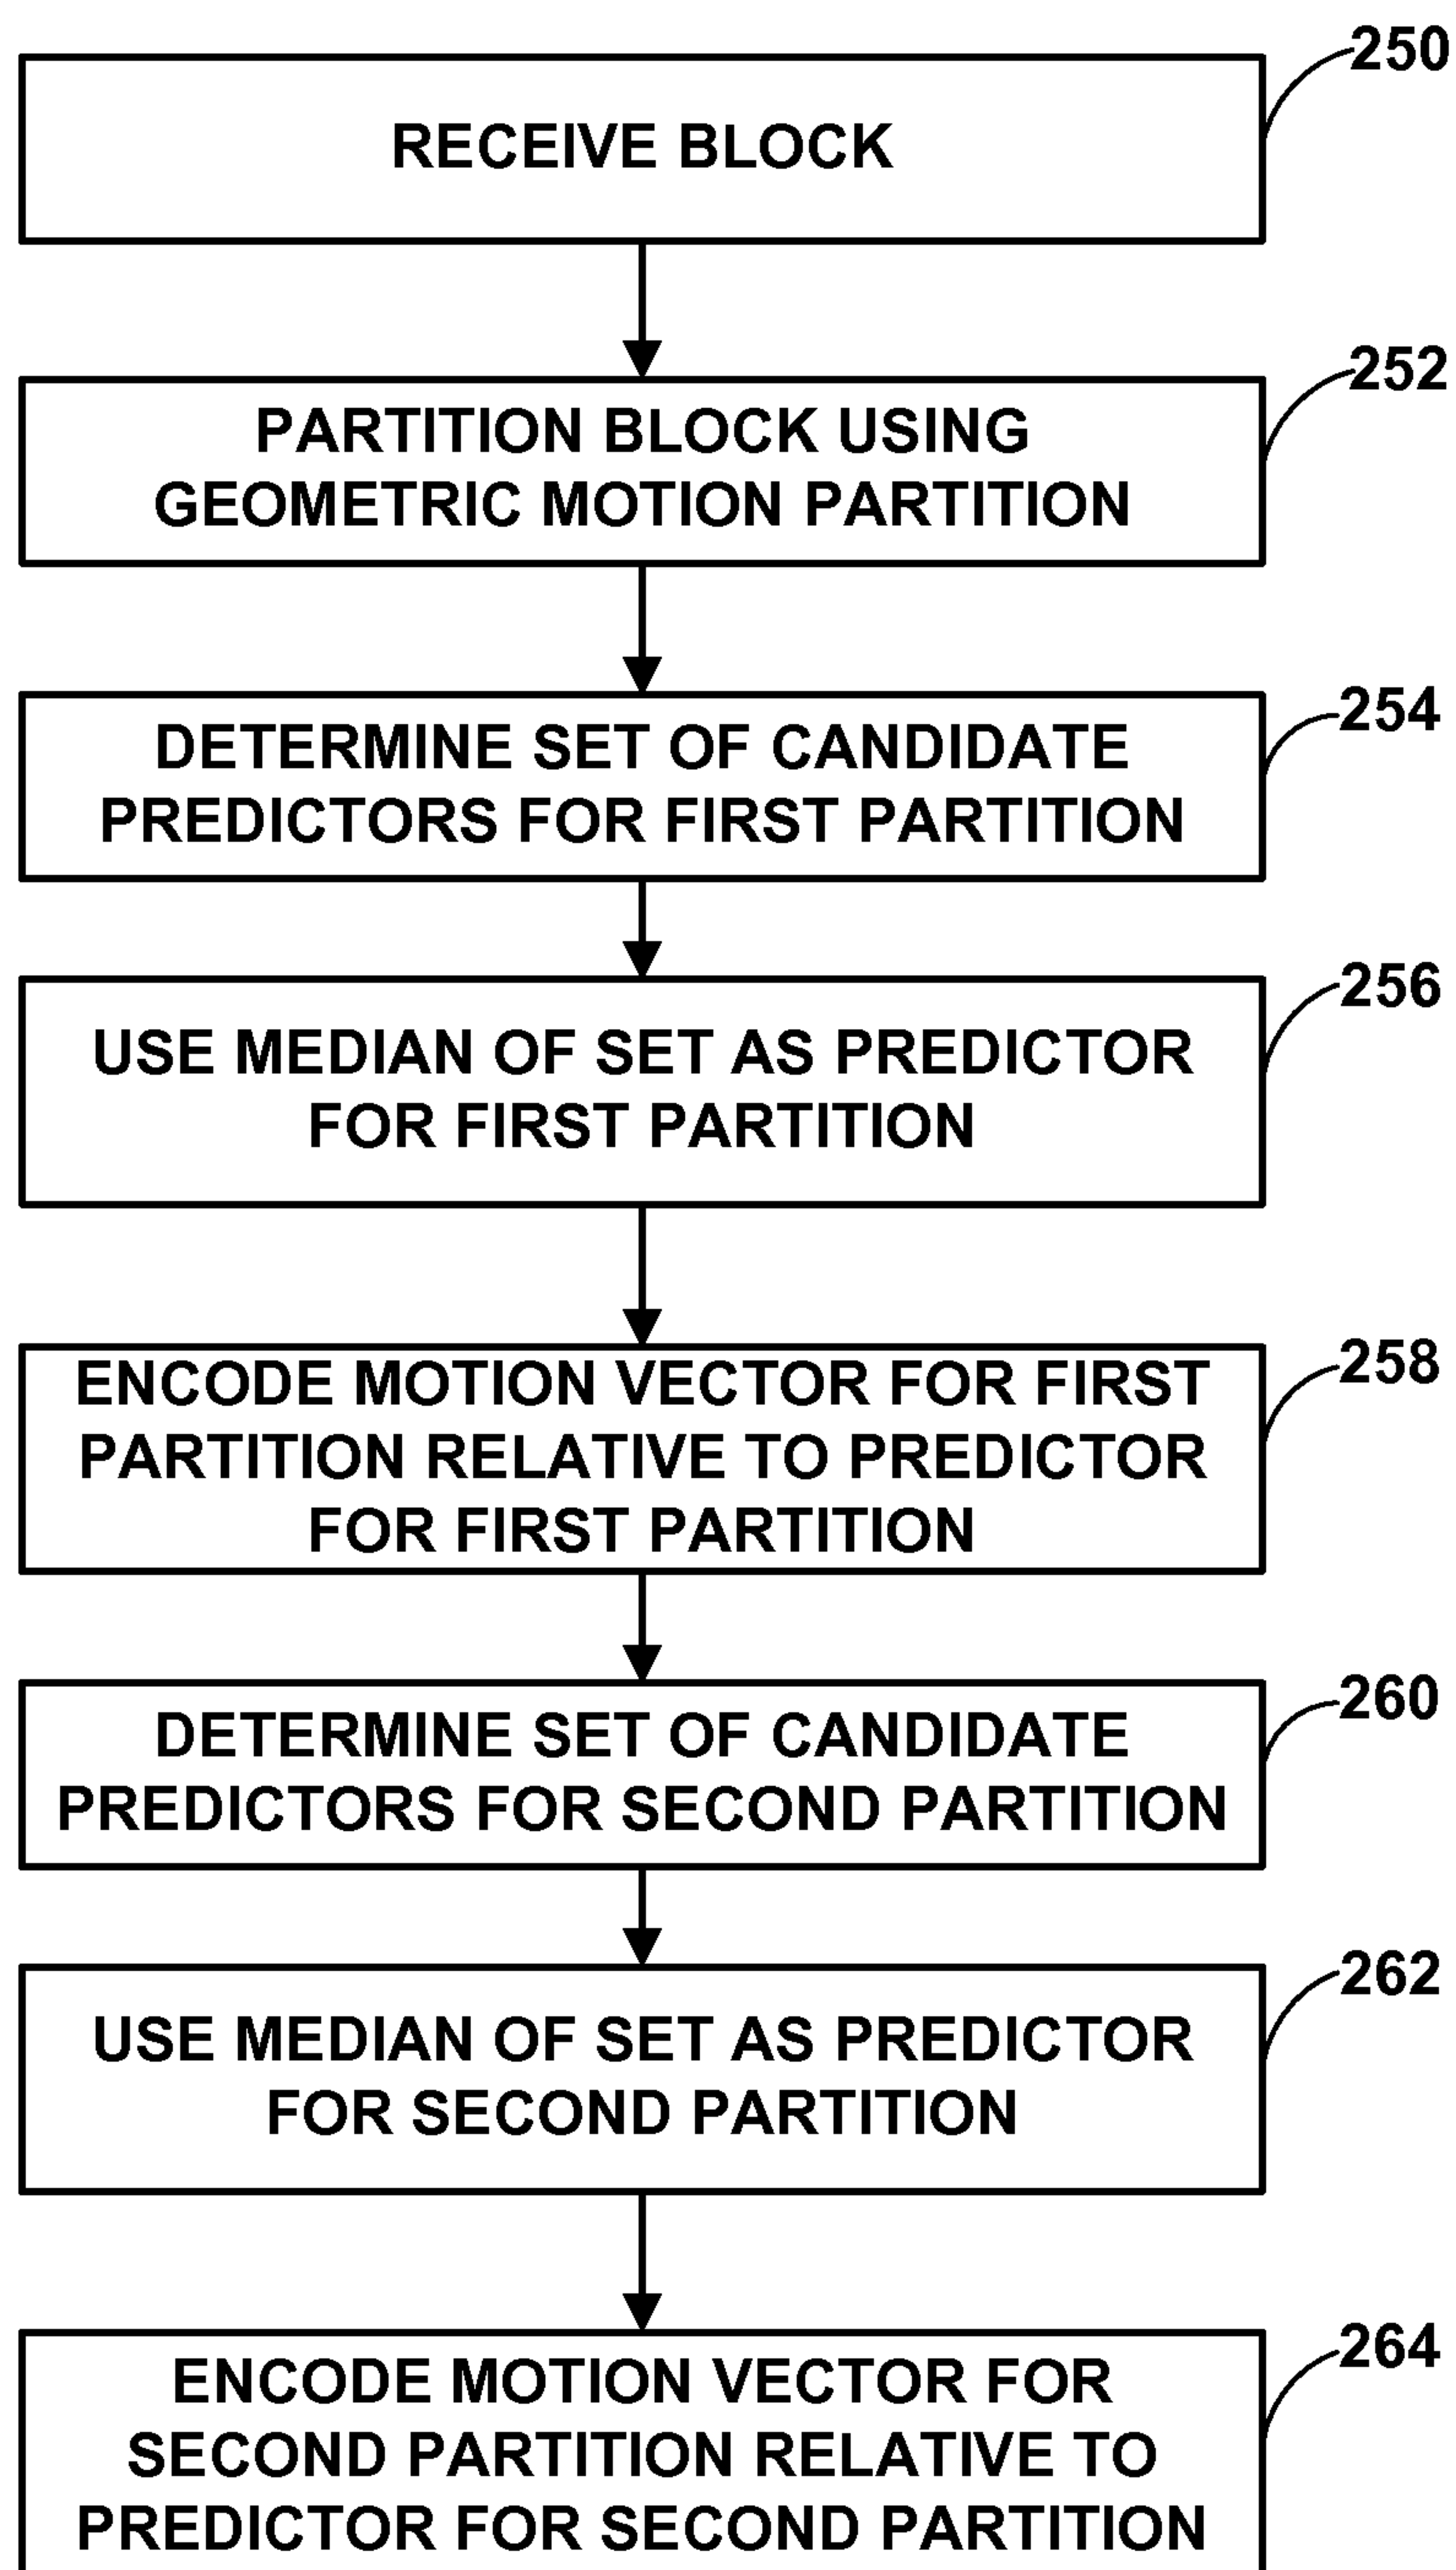 250
RECEIVE BLOCK
252
PARTITION BLOCK USING
GEOMETRIC MOTION PARTITION
254
DETERMINE SET OF CANDIDATE
PREDICTORS FOR FIRST PARTITION
256
USE MEDIAN OF SET AS PREDICTOR
FOR FIRST PARTITION
258
ENCODE MOTION VECTOR FOR FIRST
PARTITION RELATIVE TO PREDICTOR
FOR FIRST PARTITION
260
DETERMINE SET OF CANDIDATE
PREDICTORS FOR SECOND PARTITION
262
USE MEDIAN OF SET AS PREDICTOR
FOR SECOND PARTITION
264
ENCODE MOTION VECTOR FOR
SECOND PARTITION RELATIVE TO
PREDICTOR FOR SECOND PARTITION